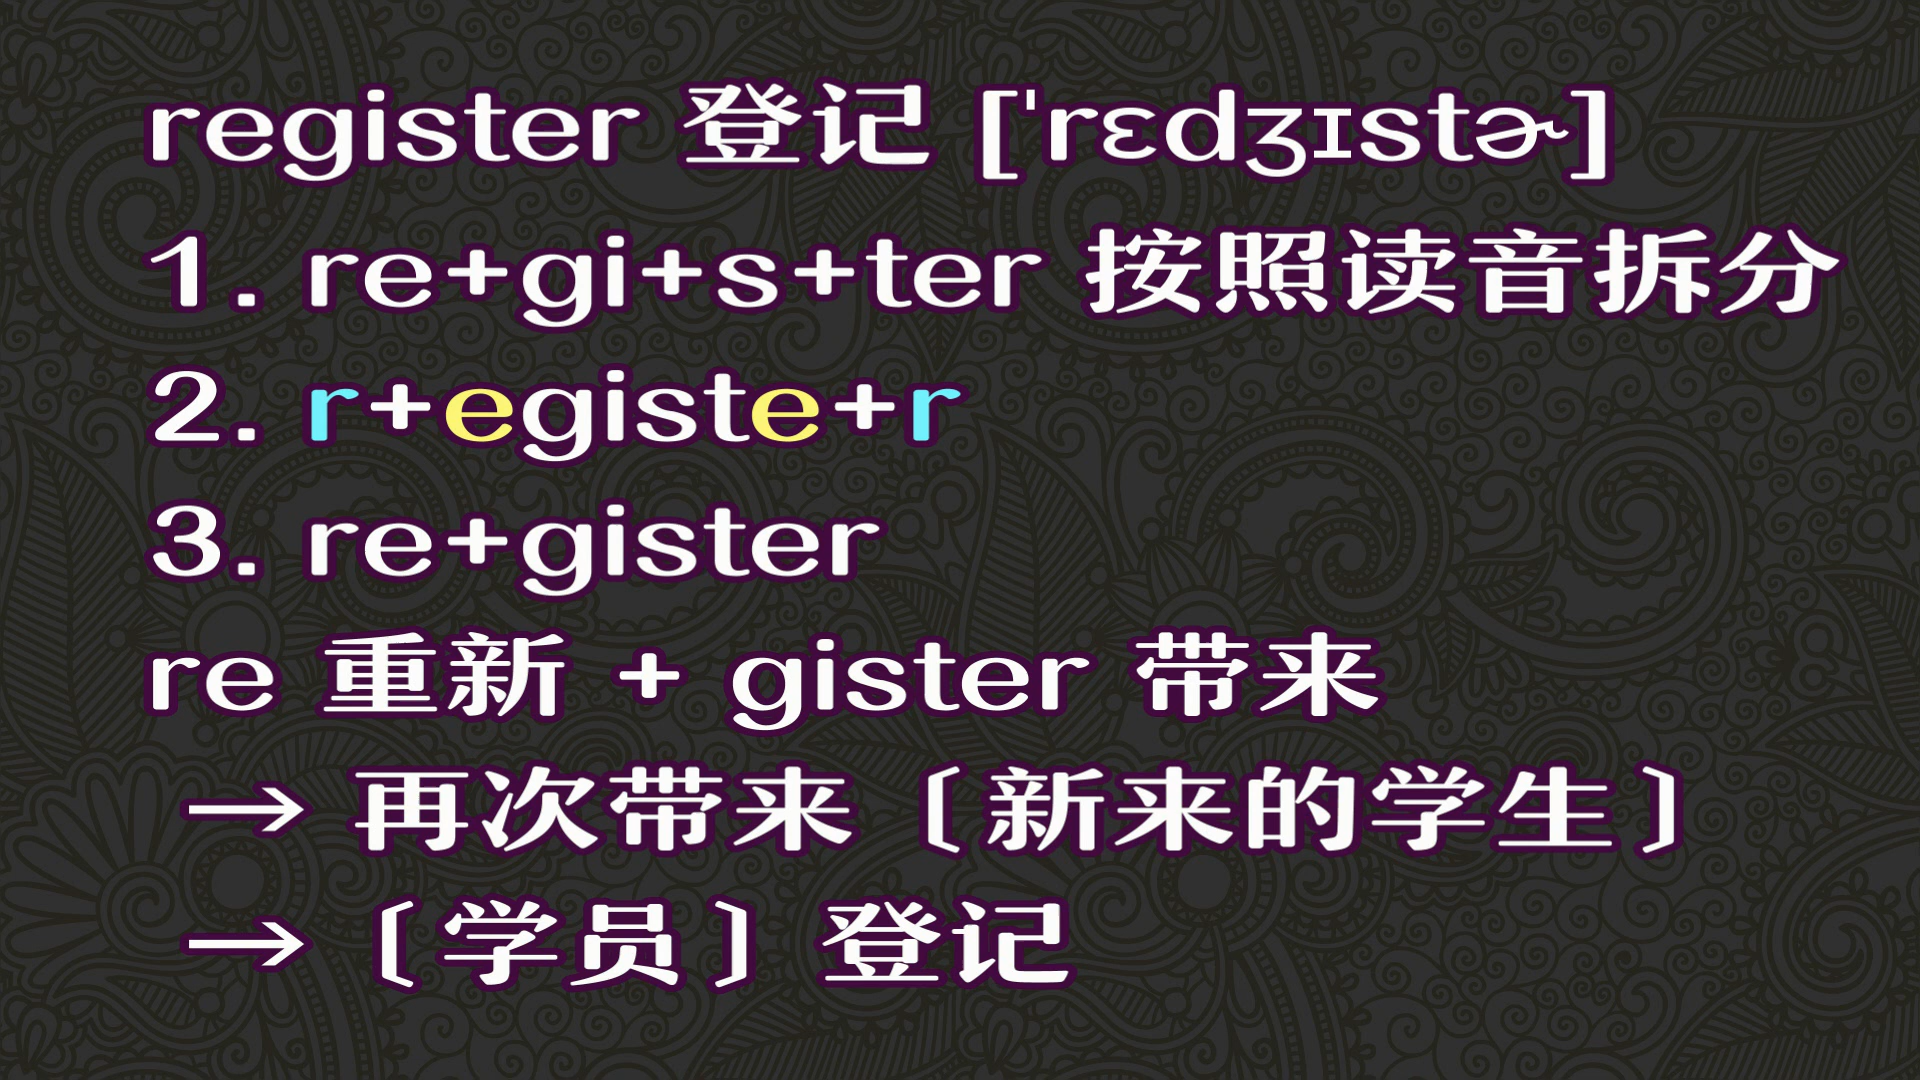 register 登记 [ˈrɛdʒɪstɚ]
1. re+gi+s+ter 按照读音拆分
2. r+egiste+r
3. re+gister
re 重新 + gister 带来
→ 再次带来〔新来的学生〕
→〔学员〕登记